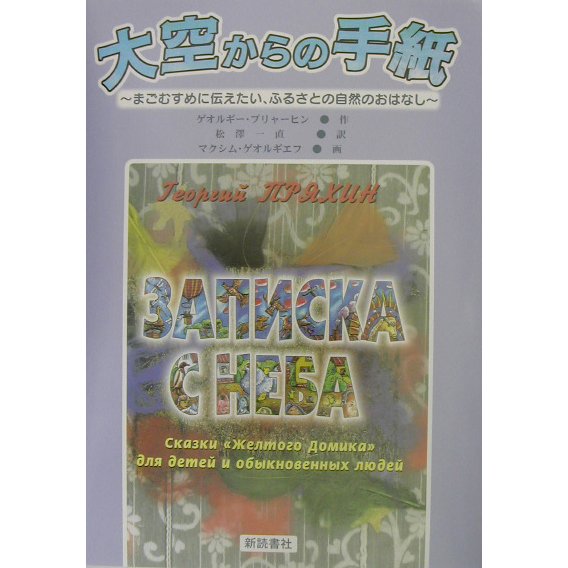 大空からの手紙
～まごむすめに伝えたい、ふるさとの自然のおはなし～
ゲオルギー・プリャーヒン ● 作
松澤一直 ● 訳
マクシム・ゲオルギエフ ● 画
Георгий ПРЯХИН
ЗАПИСКА
С НЕБА
Сказки «Желтого Домика»
для детей и обыкновенных людей
新読書社